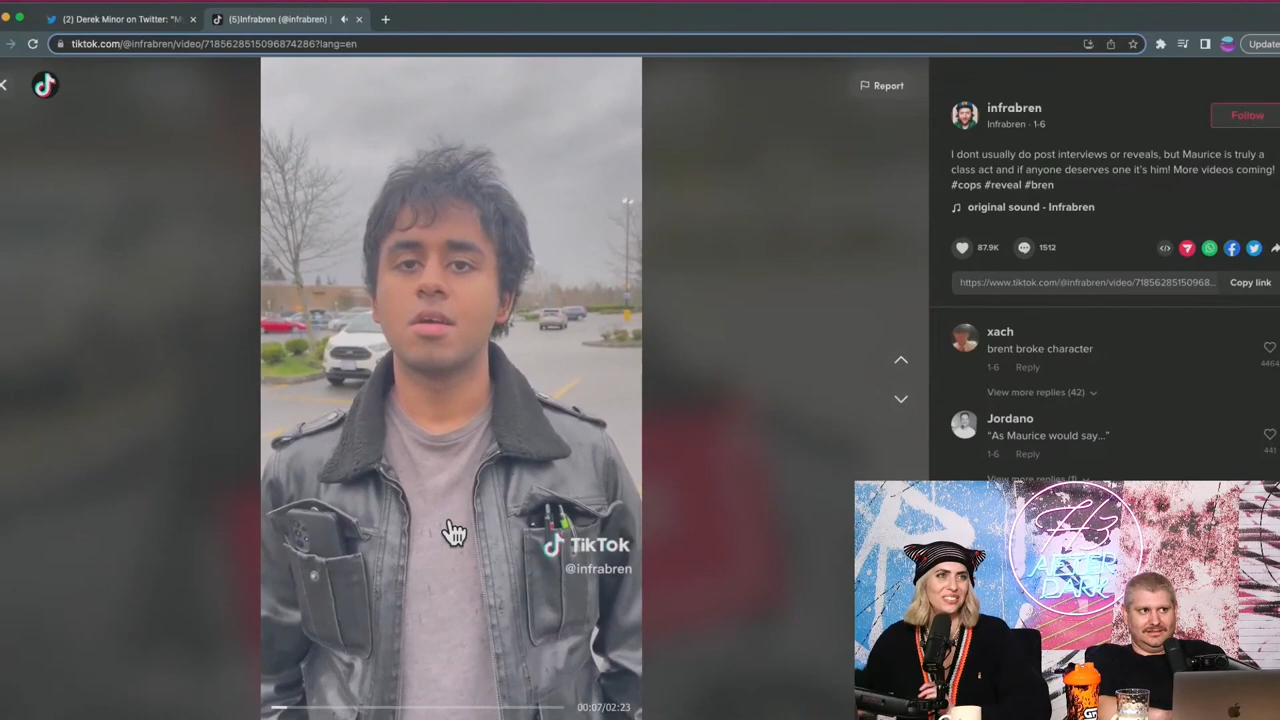 (2) Derek Minor on Twitter: "M
(5)Infrabren (@infrabren) |
tiktok.com/@infrabren/video/7185628515096874286?lang=en
Update
Report
infrabren
Infrabren · 1-6
Follow
I dont usually do post interviews or reveals, but Maurice is truly a
class act and if anyone deserves one it's him! More videos coming!
#cops #reveal #bren
original sound - Infrabren
87.9K
1512
https://www.tiktok.com/@infrabren/video/71856285150968...
Copy link
xach
brent broke character
4464
1-6 Reply
View more replies (42)
Jordano
"As Maurice would say..."
441
1-6 Reply
TikTok
@infrabren
00:07/02:23
AFTER
DARK